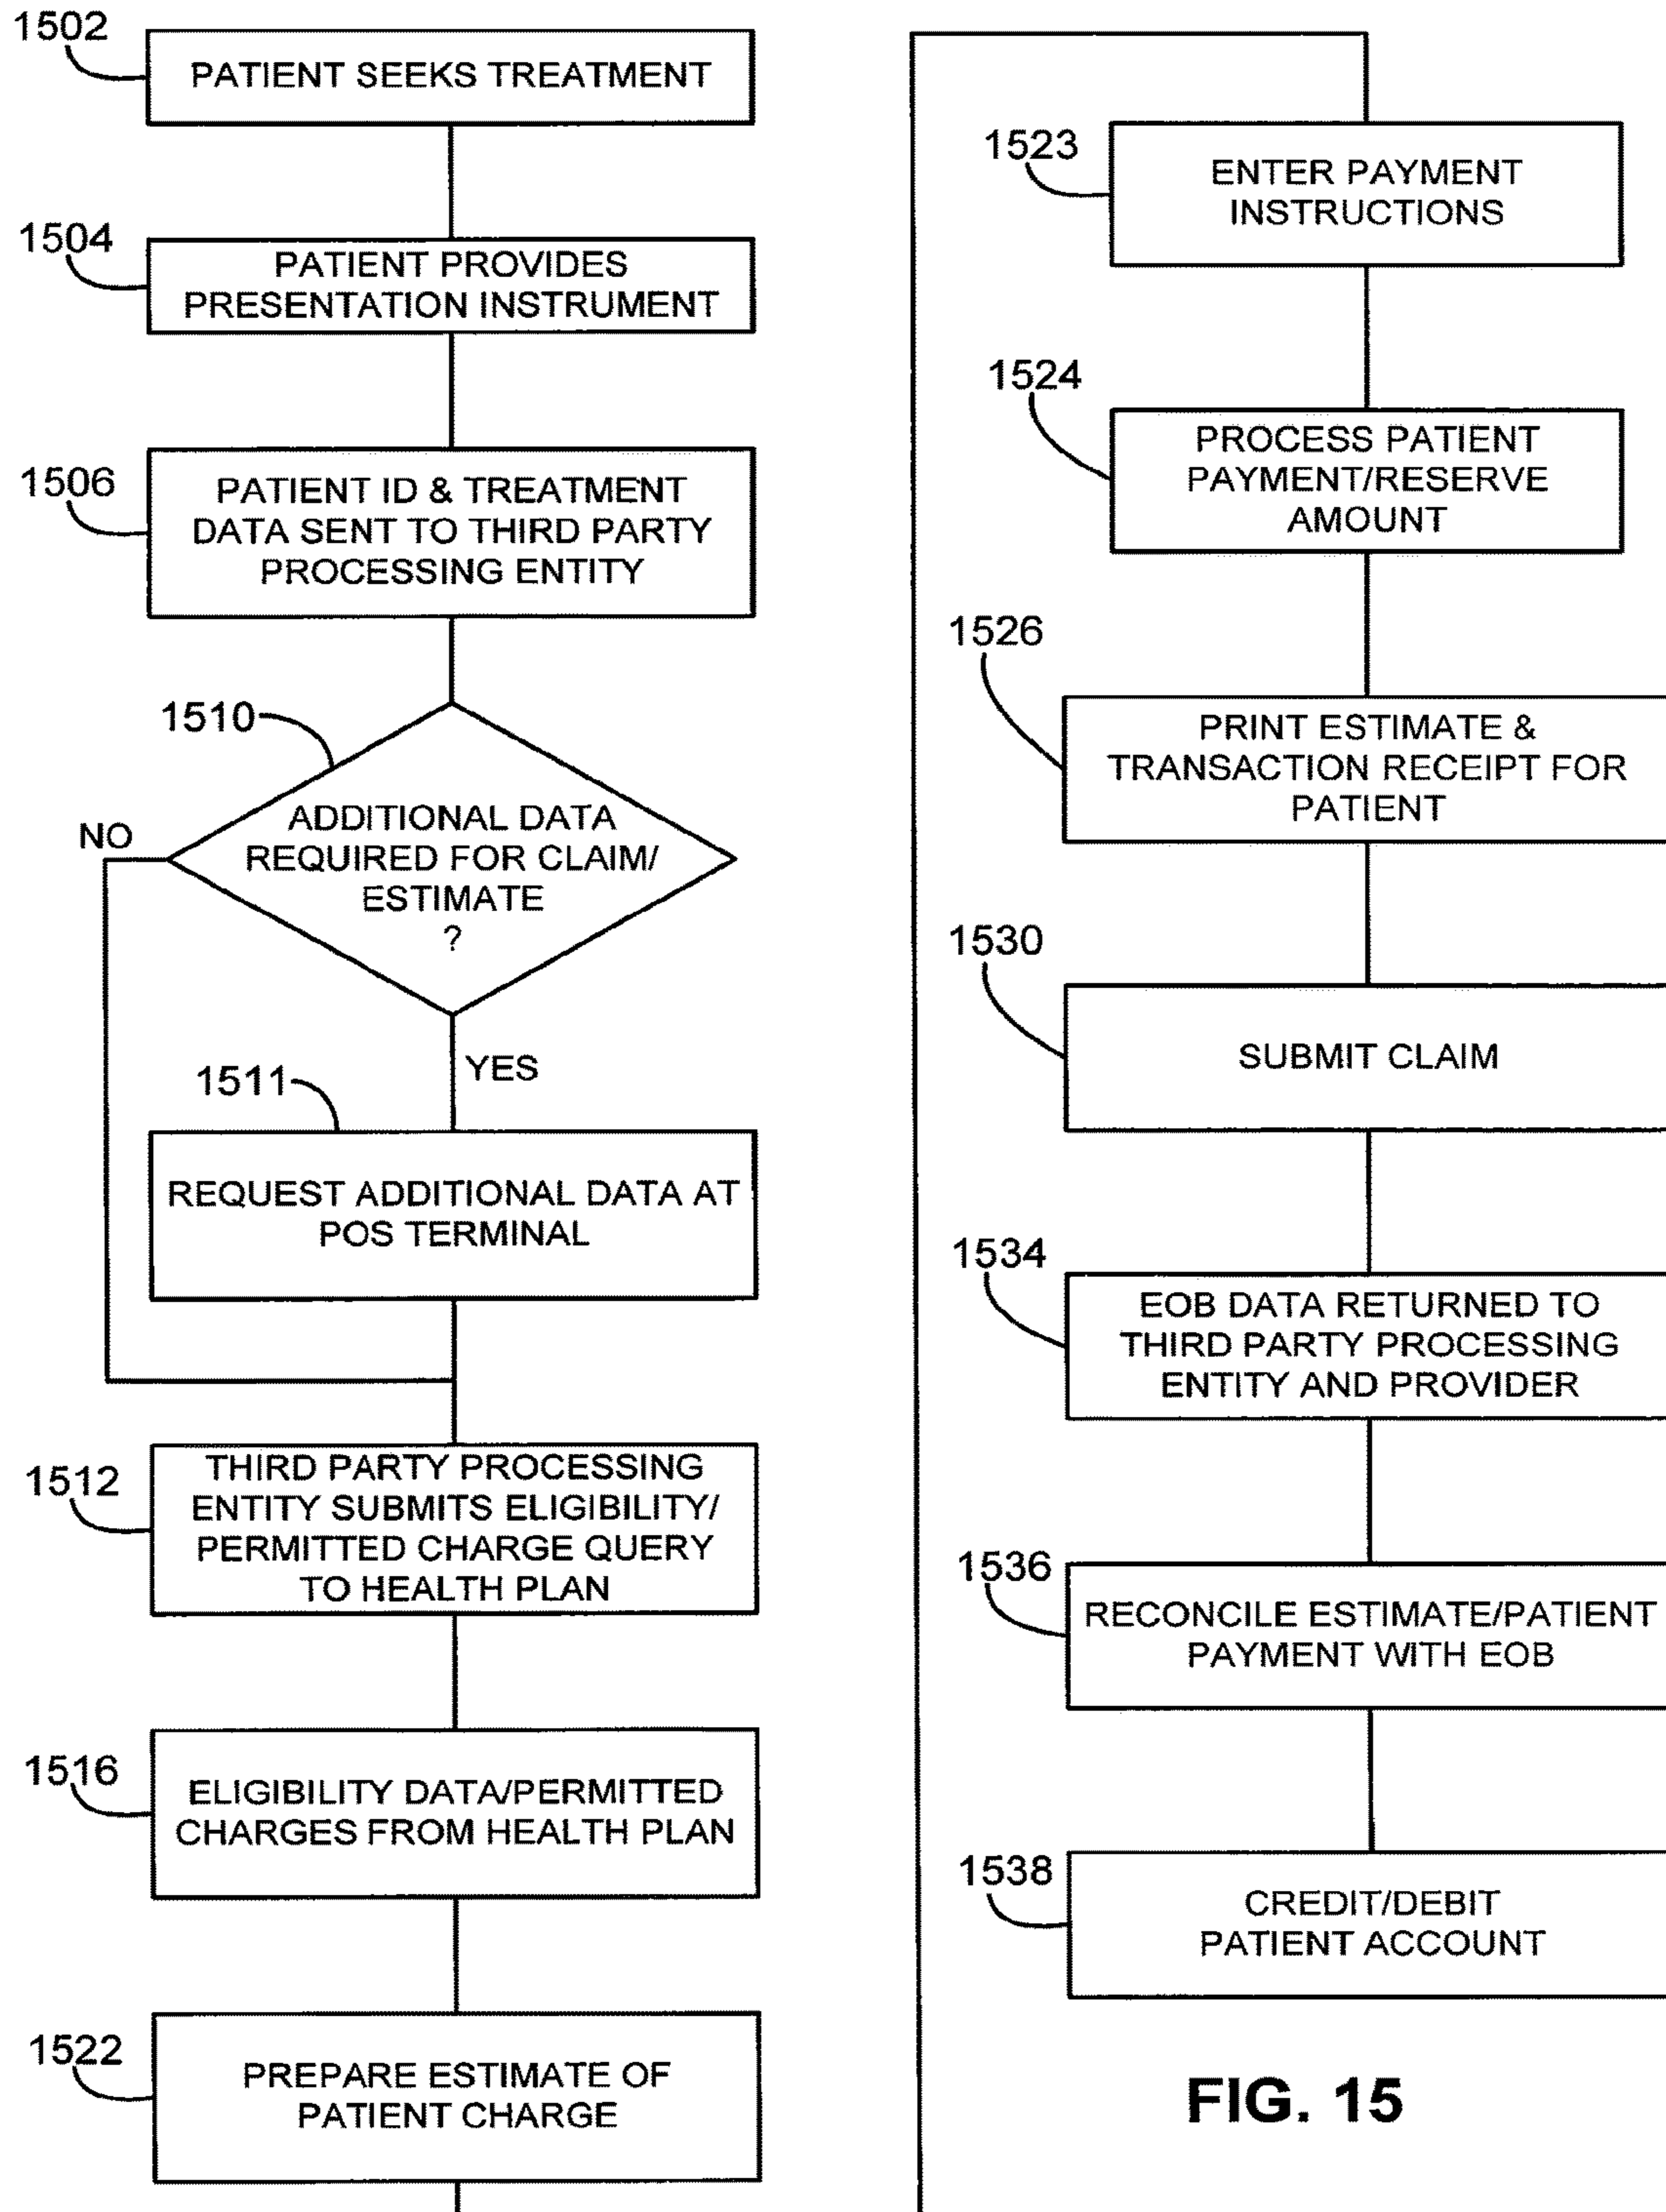 1502
PATIENT SEEKS TREATMENT
1504
PATIENT PROVIDES
PRESENTATION INSTRUMENT
1506
PATIENT ID & TREATMENT
DATA SENT TO THIRD PARTY
PROCESSING ENTITY
1510
ADDITIONAL DATA
REQUIRED FOR CLAIM/
ESTIMATE
?
NO
YES
1511
REQUEST ADDITIONAL DATA AT
POS TERMINAL
1512
THIRD PARTY PROCESSING
ENTITY SUBMITS ELIGIBILITY/
PERMITTED CHARGE QUERY
TO HEALTH PLAN
1516
ELIGIBILITY DATA/PERMITTED
CHARGES FROM HEALTH PLAN
1522
PREPARE ESTIMATE OF
PATIENT CHARGE
1523
ENTER PAYMENT
INSTRUCTIONS
1524
PROCESS PATIENT
PAYMENT/RESERVE
AMOUNT
1526
PRINT ESTIMATE &
TRANSACTION RECEIPT FOR
PATIENT
1530
SUBMIT CLAIM
1534
EOB DATA RETURNED TO
THIRD PARTY PROCESSING
ENTITY AND PROVIDER
1536
RECONCILE ESTIMATE/PATIENT
PAYMENT WITH EOB
1538
CREDIT/DEBIT
PATIENT ACCOUNT
FIG. 15